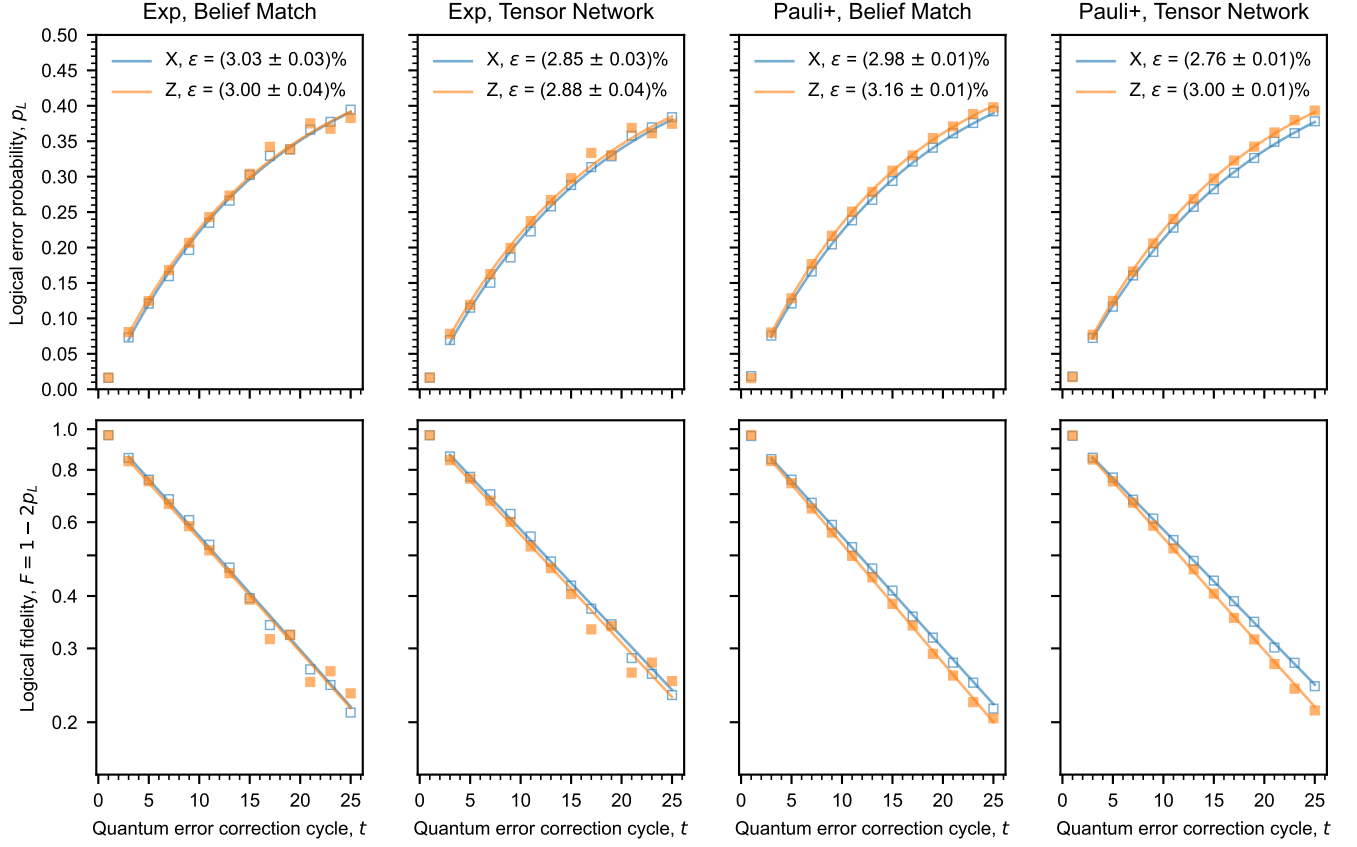 Exp, Belief Match
Exp, Tensor Network
Pauli+, Belief Match
Pauli+, Tensor Network
Logical error probability, p_L
0.50
0.45
0.40
0.35
0.30
0.25
0.20
0.15
0.10
0.05
0.00
X, ε = (3.03 ± 0.03)%
Z, ε = (3.00 ± 0.04)%
X, ε = (2.85 ± 0.03)%
Z, ε = (2.88 ± 0.04)%
X, ε = (2.98 ± 0.01)%
Z, ε = (3.16 ± 0.01)%
X, ε = (2.76 ± 0.01)%
Z, ε = (3.00 ± 0.01)%
Logical fidelity, F = 1 − 2p_L
1.0
0.8
0.6
0.4
0.3
0.2
0 5 10 15 20 25
0 5 10 15 20 25
0 5 10 15 20 25
0 5 10 15 20 25
Quantum error correction cycle, t
Quantum error correction cycle, t
Quantum error correction cycle, t
Quantum error correction cycle, t